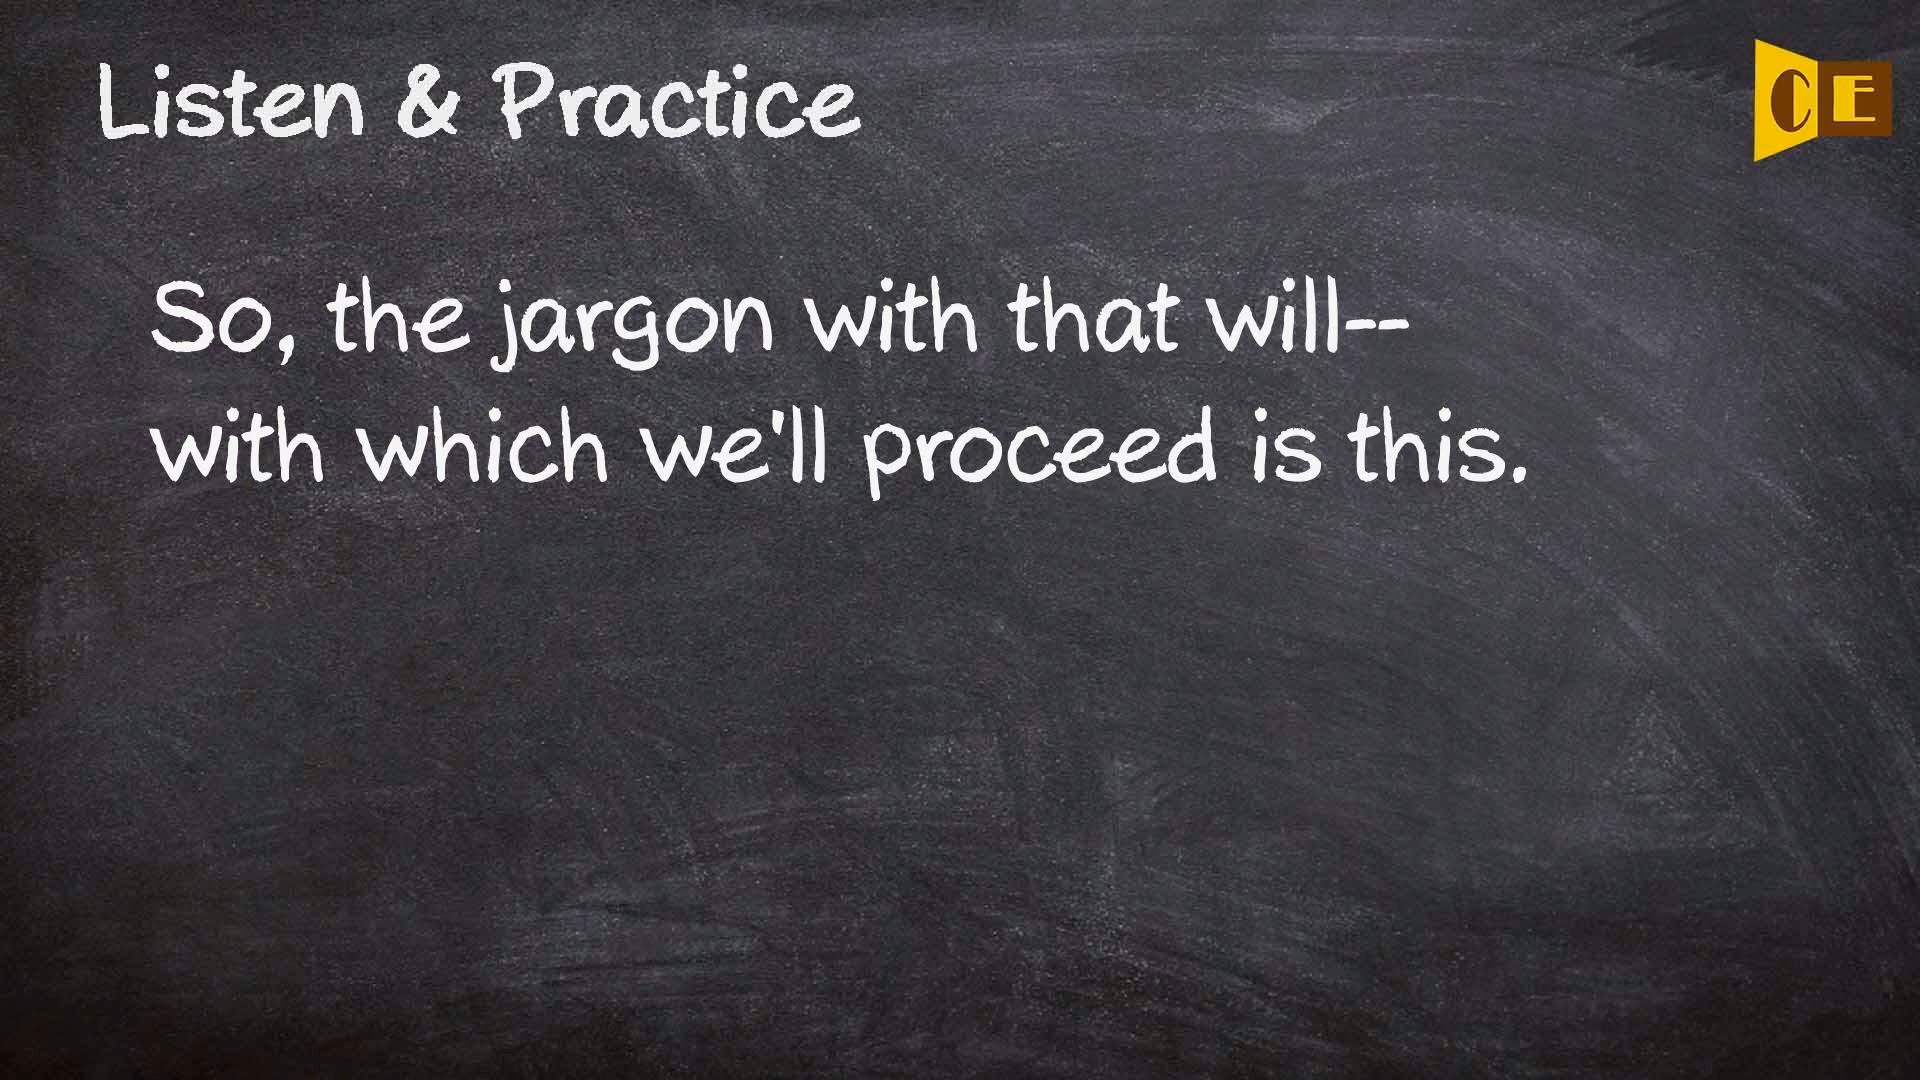 Listen & Practice
CE
So, the jargon with that will--
with which we'll proceed is this.